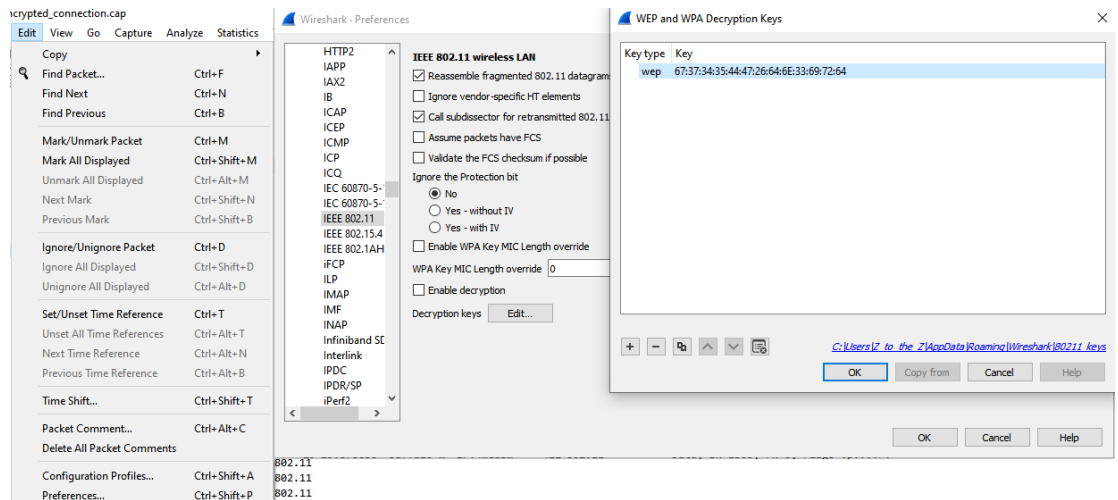 ncrypted_connection.cap
Edit View Go Capture Analyze Statistics
Copy
Find Packet... Ctrl+F
Find Next Ctrl+N
Find Previous Ctrl+B
Mark/Unmark Packet Ctrl+M
Mark All Displayed Ctrl+Shift+M
Unmark All Displayed Ctrl+Alt+M
Next Mark Ctrl+Shift+N
Previous Mark Ctrl+Shift+B
Ignore/Unignore Packet Ctrl+D
Ignore All Displayed Ctrl+Shift+D
Unignore All Displayed Ctrl+Alt+D
Set/Unset Time Reference Ctrl+T
Unset All Time References Ctrl+Alt+T
Next Time Reference Ctrl+Alt+N
Previous Time Reference Ctrl+Alt+B
Time Shift... Ctrl+Shift+T
Packet Comment... Ctrl+Alt+C
Delete All Packet Comments
Configuration Profiles... Ctrl+Shift+A
Preferences... Ctrl+Shift+P
Wireshark · Preferences
HTTP2
IAPP
IAX2
IB
ICAP
ICEP
ICMP
ICP
ICQ
IEC 60870-5-
IEC 60870-5-
IEEE 802.11
IEEE 802.15.4
IEEE 802.1AH
iFCP
ILP
IMAP
IMF
INAP
Infiniband SD
Interlink
IPDC
IPDR/SP
iPerf2
IEEE 802.11 wireless LAN
Reassemble fragmented 802.11 datagram
Ignore vendor-specific HT elements
Call subdissector for retransmitted 802.11
Assume packets have FCS
Validate the FCS checksum if possible
Ignore the Protection bit
No
Yes - without IV
Yes - with IV
Enable WPA Key MIC Length override
WPA Key MIC Length override 0
Enable decryption
Decryption keys Edit...
OK Cancel Help
WEP and WPA Decryption Keys
Key type Key
wep 67:37:34:35:44:47:26:64:6E:33:69:72:64
C:\Users\Z to the Z\AppData\Roaming\Wireshark\80211 keys
OK Copy from Cancel Help
802.11
802.11
802.11